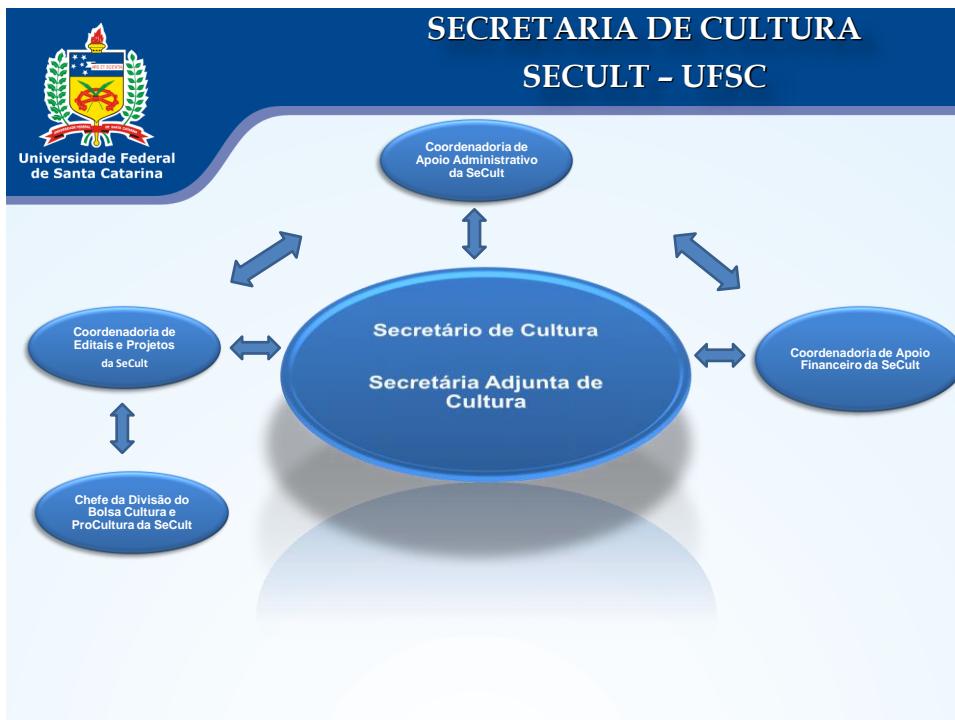 SECRETARIA DE CULTURA
SECULT – UFSC
Universidade Federal
de Santa Catarina
Coordenadoria de
Apoio Administrativo
da SeCult
Secretário de Cultura
Secretária Adjunta de
Cultura
Coordenadoria de
Editais e Projetos
da SeCult
Coordenadoria de Apoio
Financeiro da SeCult
Chefe da Divisão do
Bolsa Cultura e
ProCultura da SeCult